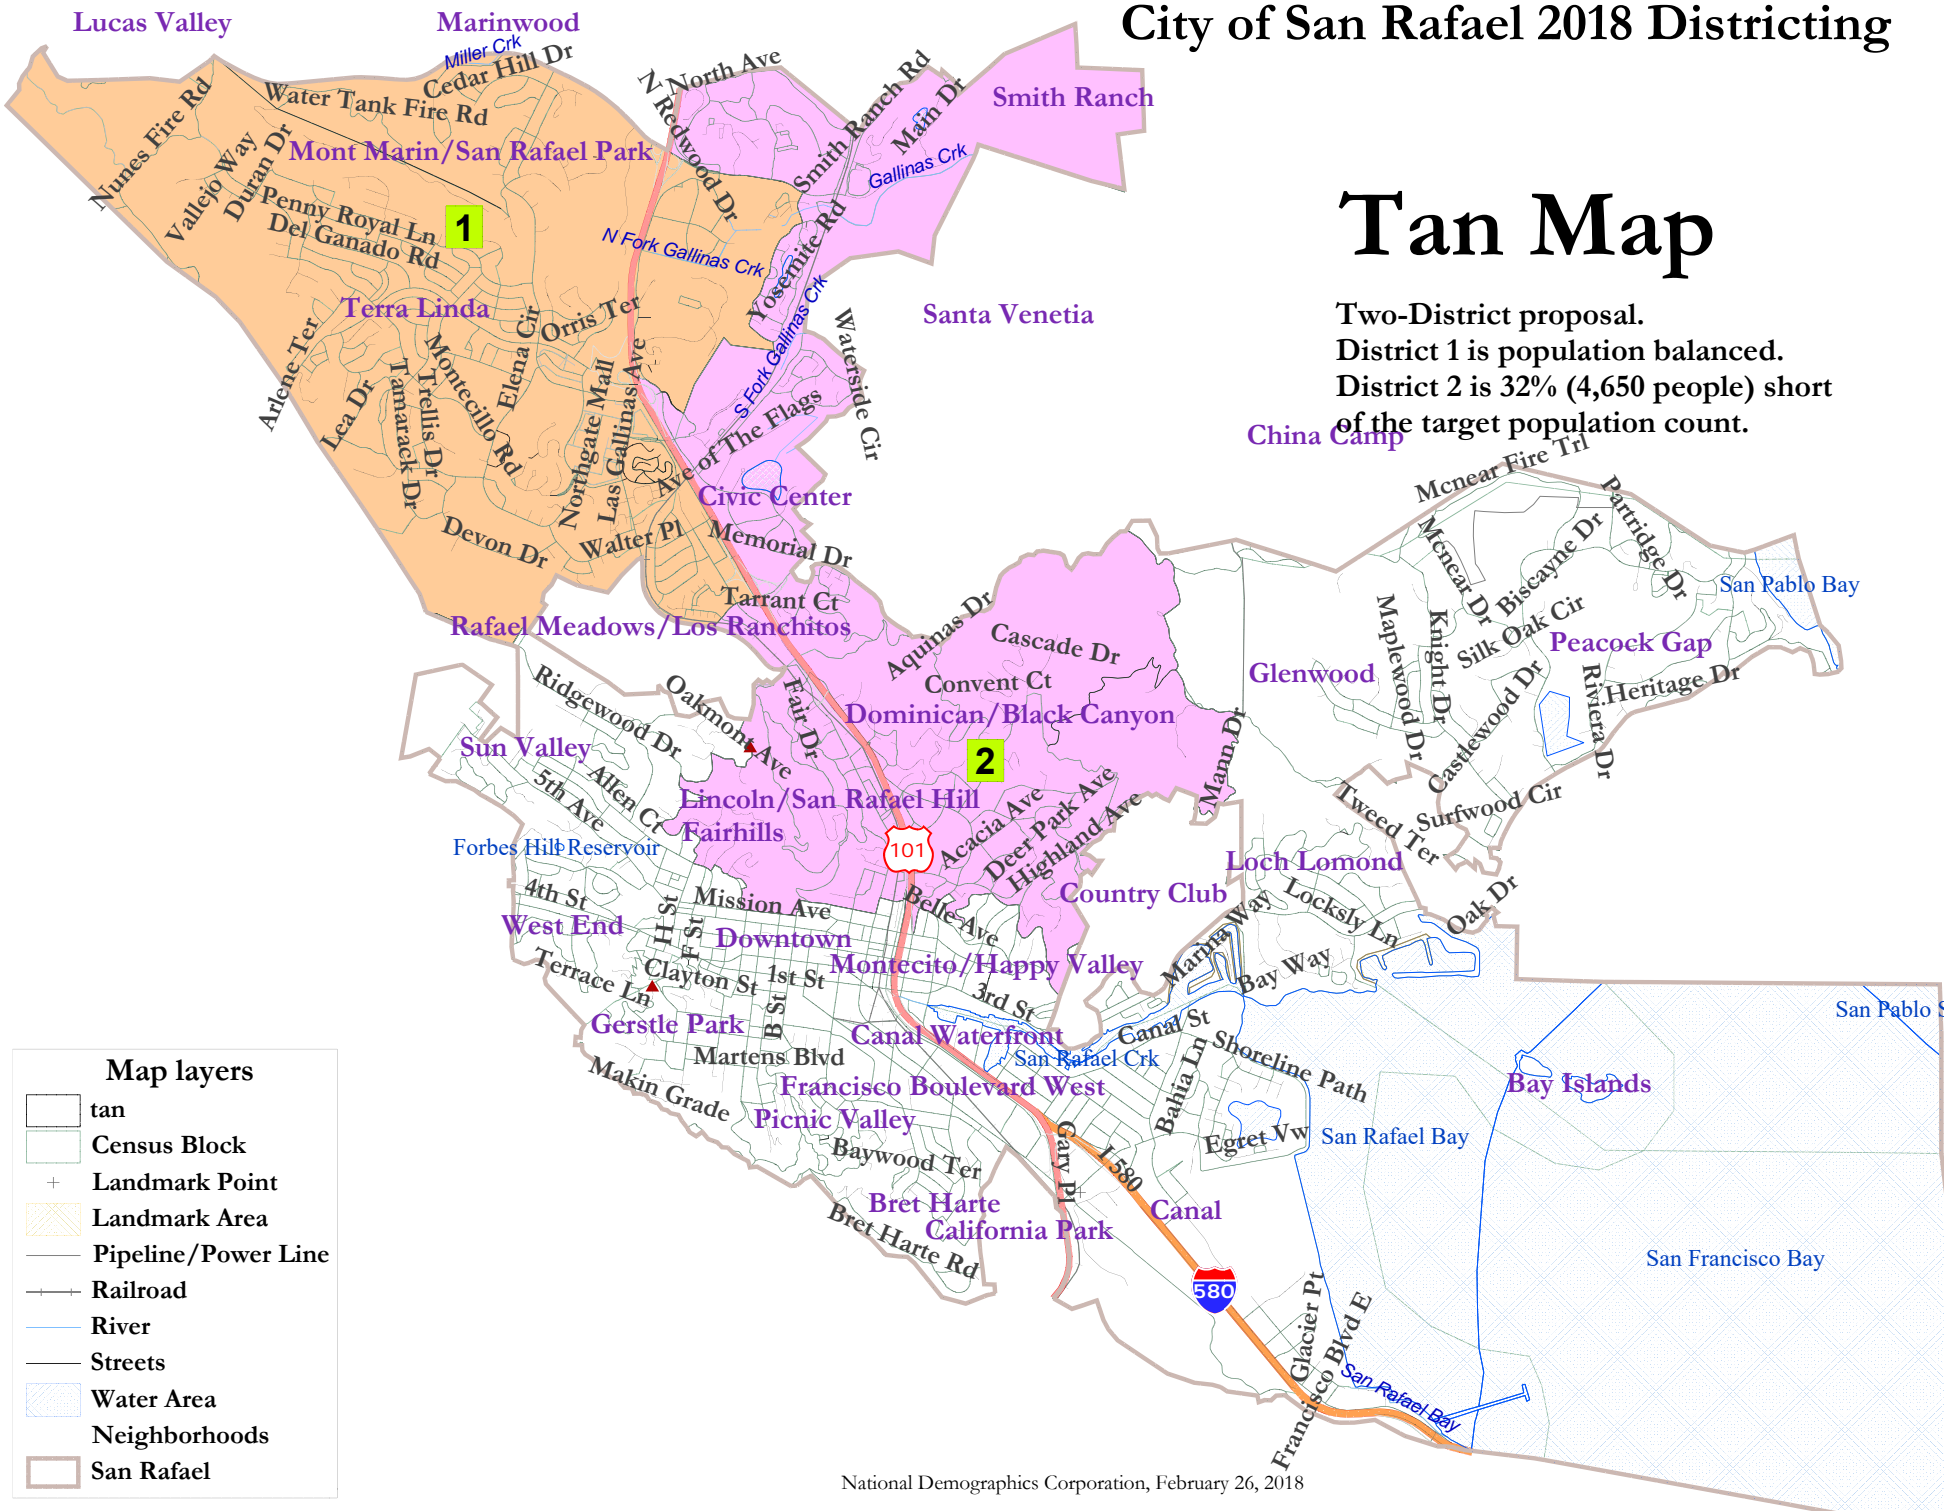 City of San Rafael 2018 Districting
Tan Map
Two-District proposal.
District 1 is population balanced.
District 2 is 32% (4,650 people) short
of the target population count.
Lucas Valley
Marinwood
Miller Crk
Cedar Hill Dr
N North Ave
Water Tank Fire Rd
Nunes Fire Rd
Smith Ranch Rd
Main Dr
Smith Ranch
Mont Marin/San Rafael Park
N Redwood Dr
Gallinas Crk
Vallejo Way
Duran Dr
Penny Royal Ln
Del Ganado Rd
1
N Fork Gallinas Crk
Yosemite Rd
S Fork Gallinas Crk
Terra Linda
Orris Ter
Elena Cir
Santa Venetia
Waterside Cir
Arlene Ter
Lea Dr
Tamarack Dr
Trellis Dr
Montecillo Rd
Northgate Mall
Las Gallinas Ave
Ave of The Flags
China Camp
Mcnear Fire Trl
Civic Center
Devon Dr
Walter Pl
Memorial Dr
Partridge Dr
Mcnear Dr
Biscayne Dr
San Pablo Bay
Tarrant Ct
Rafael Meadows/Los Ranchitos
Aquinas Dr
Cascade Dr
Convent Ct
Dominican/Black Canyon
Glenwood
Maplewood Dr
Knight Dr
Silk Oak Cir
Peacock Gap
Castlewood Dr
Riviera Dr
Heritage Dr
Ridgewood Dr
Oakmont Ave
Fair Dr
Sun Valley
5th Ave
Allen Ct
2
Mann Dr
Lincoln/San Rafael Hill
Fairhills
101
Acacia Ave
Deer Park Ave
Highland Ave
Tweed Ter
Surfwood Cir
Forbes Hill Reservoir
Loch Lomond
Country Club
4th St
West End
H St
F St
Mission Ave
Belle Ave
Downtown
Locksly Ln
Oak Dr
Marina Way
Bay Way
Montecito/Happy Valley
Terrace Ln
Clayton St
1st St
B St
3rd St
Gerstle Park
Canal Waterfront
Canal St
San Rafael Crk
Shoreline Path
Bahia Ln
Martens Blvd
Makin Grade
Francisco Boulevard West
Picnic Valley
Baywood Ter
Gary Pl
I 580
Egret Vw
San Rafael Bay
Bay Islands
Bret Harte
California Park
Canal
Bret Harte Rd
San Francisco Bay
580
Glacier Pt
Francisco Blvd E
San Rafael Bay
San Pablo S
Map layers
tan
Census Block
Landmark Point
Landmark Area
Pipeline/Power Line
Railroad
River
Streets
Water Area
Neighborhoods
San Rafael
National Demographics Corporation, February 26, 2018